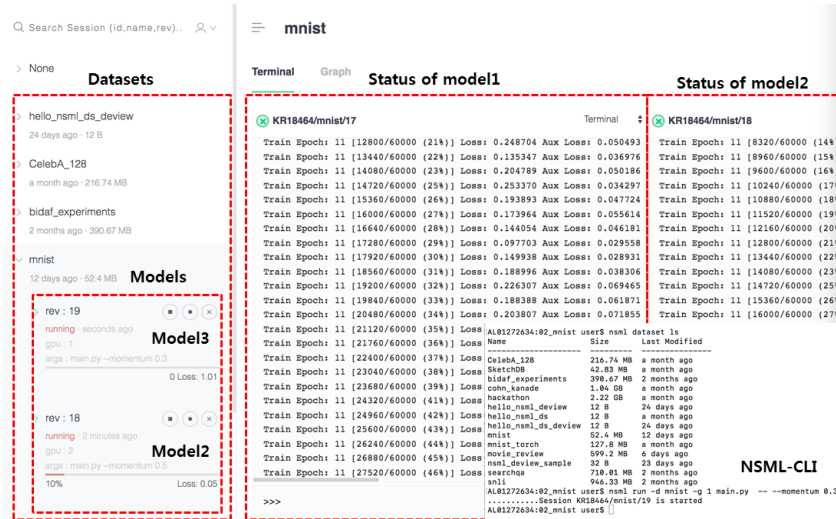 Search Session (id,name,rev)..
mnist
None
Datasets
Terminal
Graph
Status of model1
Status of model2
hello_nsml_ds_deview
24 days ago · 12 B
CelebA_128
a month ago · 216.74 MB
bidaf_experiments
2 months ago · 390.67 MB
mnist
12 days ago · 52.4 MB
Models
rev : 19
running · seconds ago
gpu : 1
args : main.py --momentum 0.3
Model3
0 Loss: 1.01
rev : 18
running · 2 minutes ago
gpu : 2
args : main.py --momentum 0.5
Model2
10%
Loss: 0.05
KR18464/mnist/17
Terminal
Train Epoch: 11 [12800/60000 (21%)] Loss: 0.248704 Aux Loss: 0.050493
Train Epoch: 11 [13440/60000 (22%)] Loss: 0.135347 Aux Loss: 0.036976
Train Epoch: 11 [14080/60000 (23%)] Loss: 0.204789 Aux Loss: 0.050186
Train Epoch: 11 [14720/60000 (25%)] Loss: 0.253370 Aux Loss: 0.034297
Train Epoch: 11 [15360/60000 (26%)] Loss: 0.193893 Aux Loss: 0.047724
Train Epoch: 11 [16000/60000 (27%)] Loss: 0.173964 Aux Loss: 0.055614
Train Epoch: 11 [16640/60000 (28%)] Loss: 0.144054 Aux Loss: 0.046181
Train Epoch: 11 [17280/60000 (29%)] Loss: 0.097703 Aux Loss: 0.029558
Train Epoch: 11 [17920/60000 (30%)] Loss: 0.149938 Aux Loss: 0.028931
Train Epoch: 11 [18560/60000 (31%)] Loss: 0.188996 Aux Loss: 0.038306
Train Epoch: 11 [19200/60000 (32%)] Loss: 0.226307 Aux Loss: 0.069465
Train Epoch: 11 [19840/60000 (33%)] Loss: 0.188388 Aux Loss: 0.061871
Train Epoch: 11 [20480/60000 (34%)] Loss: 0.203807 Aux Loss: 0.071855
Train Epoch: 11 [21120/60000 (35%)] Loss
Train Epoch: 11 [21760/60000 (36%)] Loss
Train Epoch: 11 [22400/60000 (37%)] Loss
Train Epoch: 11 [23040/60000 (38%)] Loss
Train Epoch: 11 [23680/60000 (39%)] Loss
Train Epoch: 11 [24320/60000 (41%)] Loss
Train Epoch: 11 [24960/60000 (42%)] Loss
Train Epoch: 11 [25600/60000 (43%)] Loss
Train Epoch: 11 [26240/60000 (44%)] Loss
Train Epoch: 11 [26880/60000 (45%)] Loss
Train Epoch: 11 [27520/60000 (46%)] Loss
>>>
KR18464/mnist/18
Train Epoch: 11 [8320/60000 (14%
Train Epoch: 11 [8960/60000 (15%
Train Epoch: 11 [9600/60000 (16%
Train Epoch: 11 [10240/60000 (17
Train Epoch: 11 [10880/60000 (18
Train Epoch: 11 [11520/60000 (19
Train Epoch: 11 [12160/60000 (20
Train Epoch: 11 [12800/60000 (21
Train Epoch: 11 [13440/60000 (22
Train Epoch: 11 [14080/60000 (23
Train Epoch: 11 [14720/60000 (25
Train Epoch: 11 [15360/60000 (26
Train Epoch: 11 [16000/60000 (27
AL01272634:02_mnist user$ nsml dataset ls
Name Size Last Modified
CelebA_128 216.74 MB a month ago
SketchDB 42.83 MB a month ago
bidaf_experiments 390.67 MB 2 months ago
cohn_kanade 1.04 GB a month ago
hackathon 2.22 GB a month ago
hello_nsml_deview 12 B 24 days ago
hello_nsml_ds 12 B a month ago
hello_nsml_ds_deview 12 B 24 days ago
mnist 52.4 MB 12 days ago
mnist_torch 127.8 MB a month ago
movie_review 599.2 MB 6 days ago
nsml_deview_sample 32 B 23 days ago
searchqa 710.01 MB 2 months ago
snli 946.33 MB 2 months ago
NSML-CLI
AL01272634:02_mnist user$ nsml run -d mnist -g 1 main.py -- --momentum 0.3
...........Session KR18464/mnist/19 is started
AL01272634:02_mnist user$